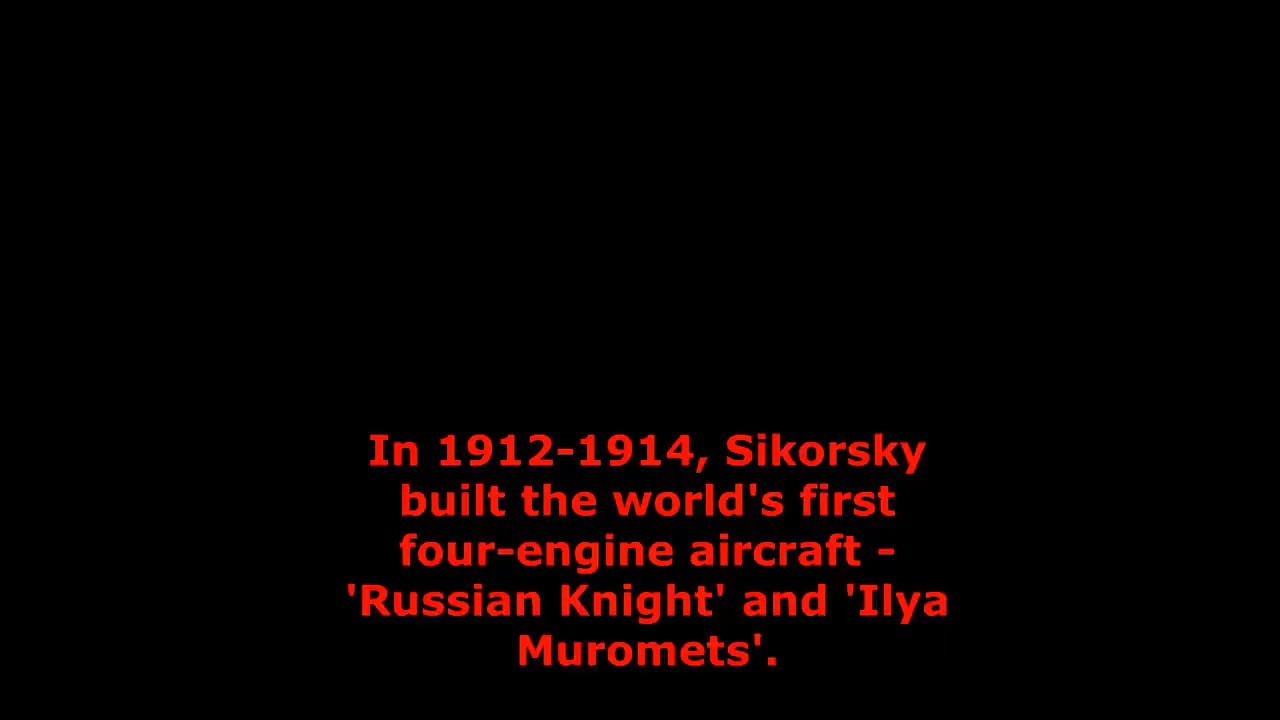 In 1912-1914, Sikorsky
built the world's first
four-engine aircraft -
'Russian Knight' and 'Ilya
Muromets'.